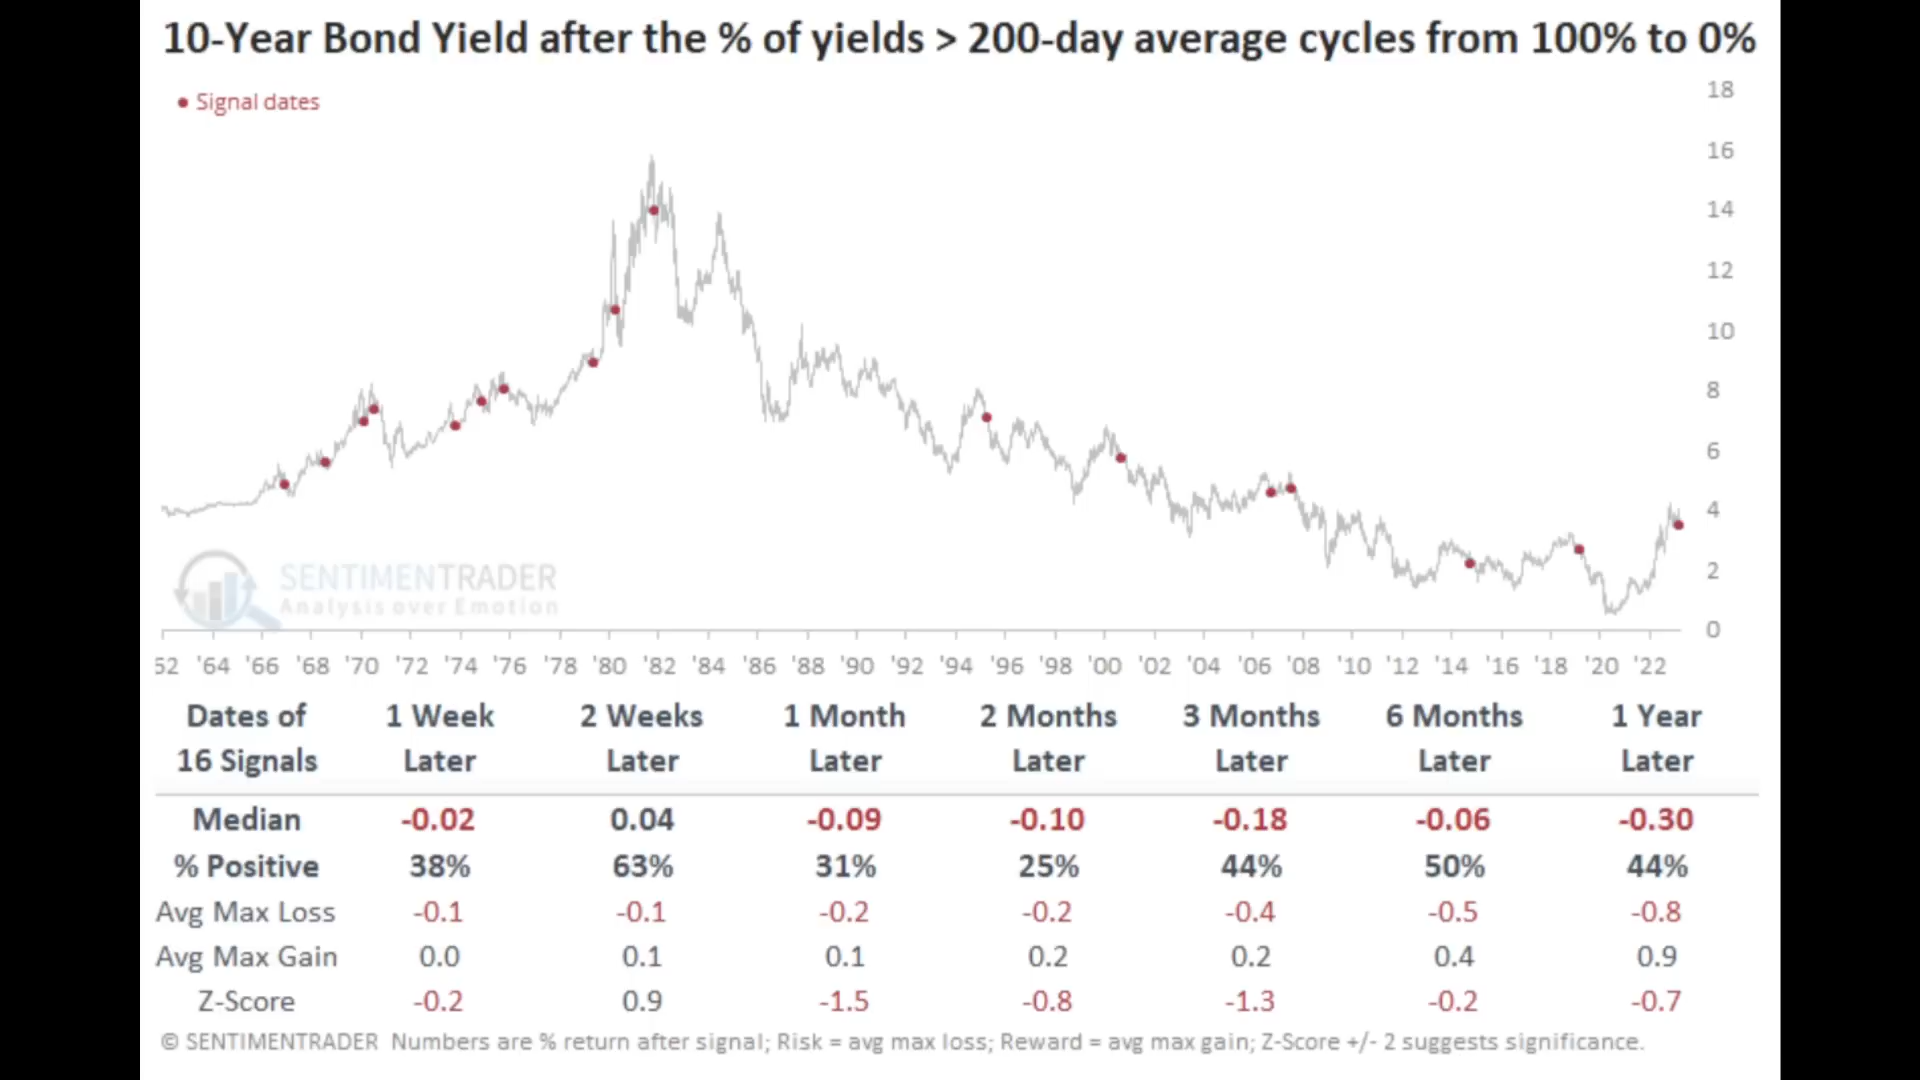 10-Year Bond Yield after the % of yields > 200-day average cycles from 100% to 0%
• Signal dates
18
16
14
12
10
8
6
4
2
0
SENTIMENTRADER
Analysis over Emotion
52 '64 '66 '68 '70 '72 '74 '76 '78 '80 '82 '84 '86 '88 '90 '92 '94 '96 '98 '00 '02 '04 '06 '08 '10 '12 '14 '16 '18 '20 '22
Dates of 1 Week 2 Weeks 1 Month 2 Months 3 Months 6 Months 1 Year
16 Signals Later Later Later Later Later Later Later
Median -0.02 0.04 -0.09 -0.10 -0.18 -0.06 -0.30
% Positive 38% 63% 31% 25% 44% 50% 44%
Avg Max Loss -0.1 -0.1 -0.2 -0.2 -0.4 -0.5 -0.8
Avg Max Gain 0.0 0.1 0.1 0.2 0.2 0.4 0.9
Z-Score -0.2 0.9 -1.5 -0.8 -1.3 -0.2 -0.7
© SENTIMENTRADER Numbers are % return after signal; Risk = avg max loss; Reward = avg max gain; Z-Score +/- 2 suggests significance.